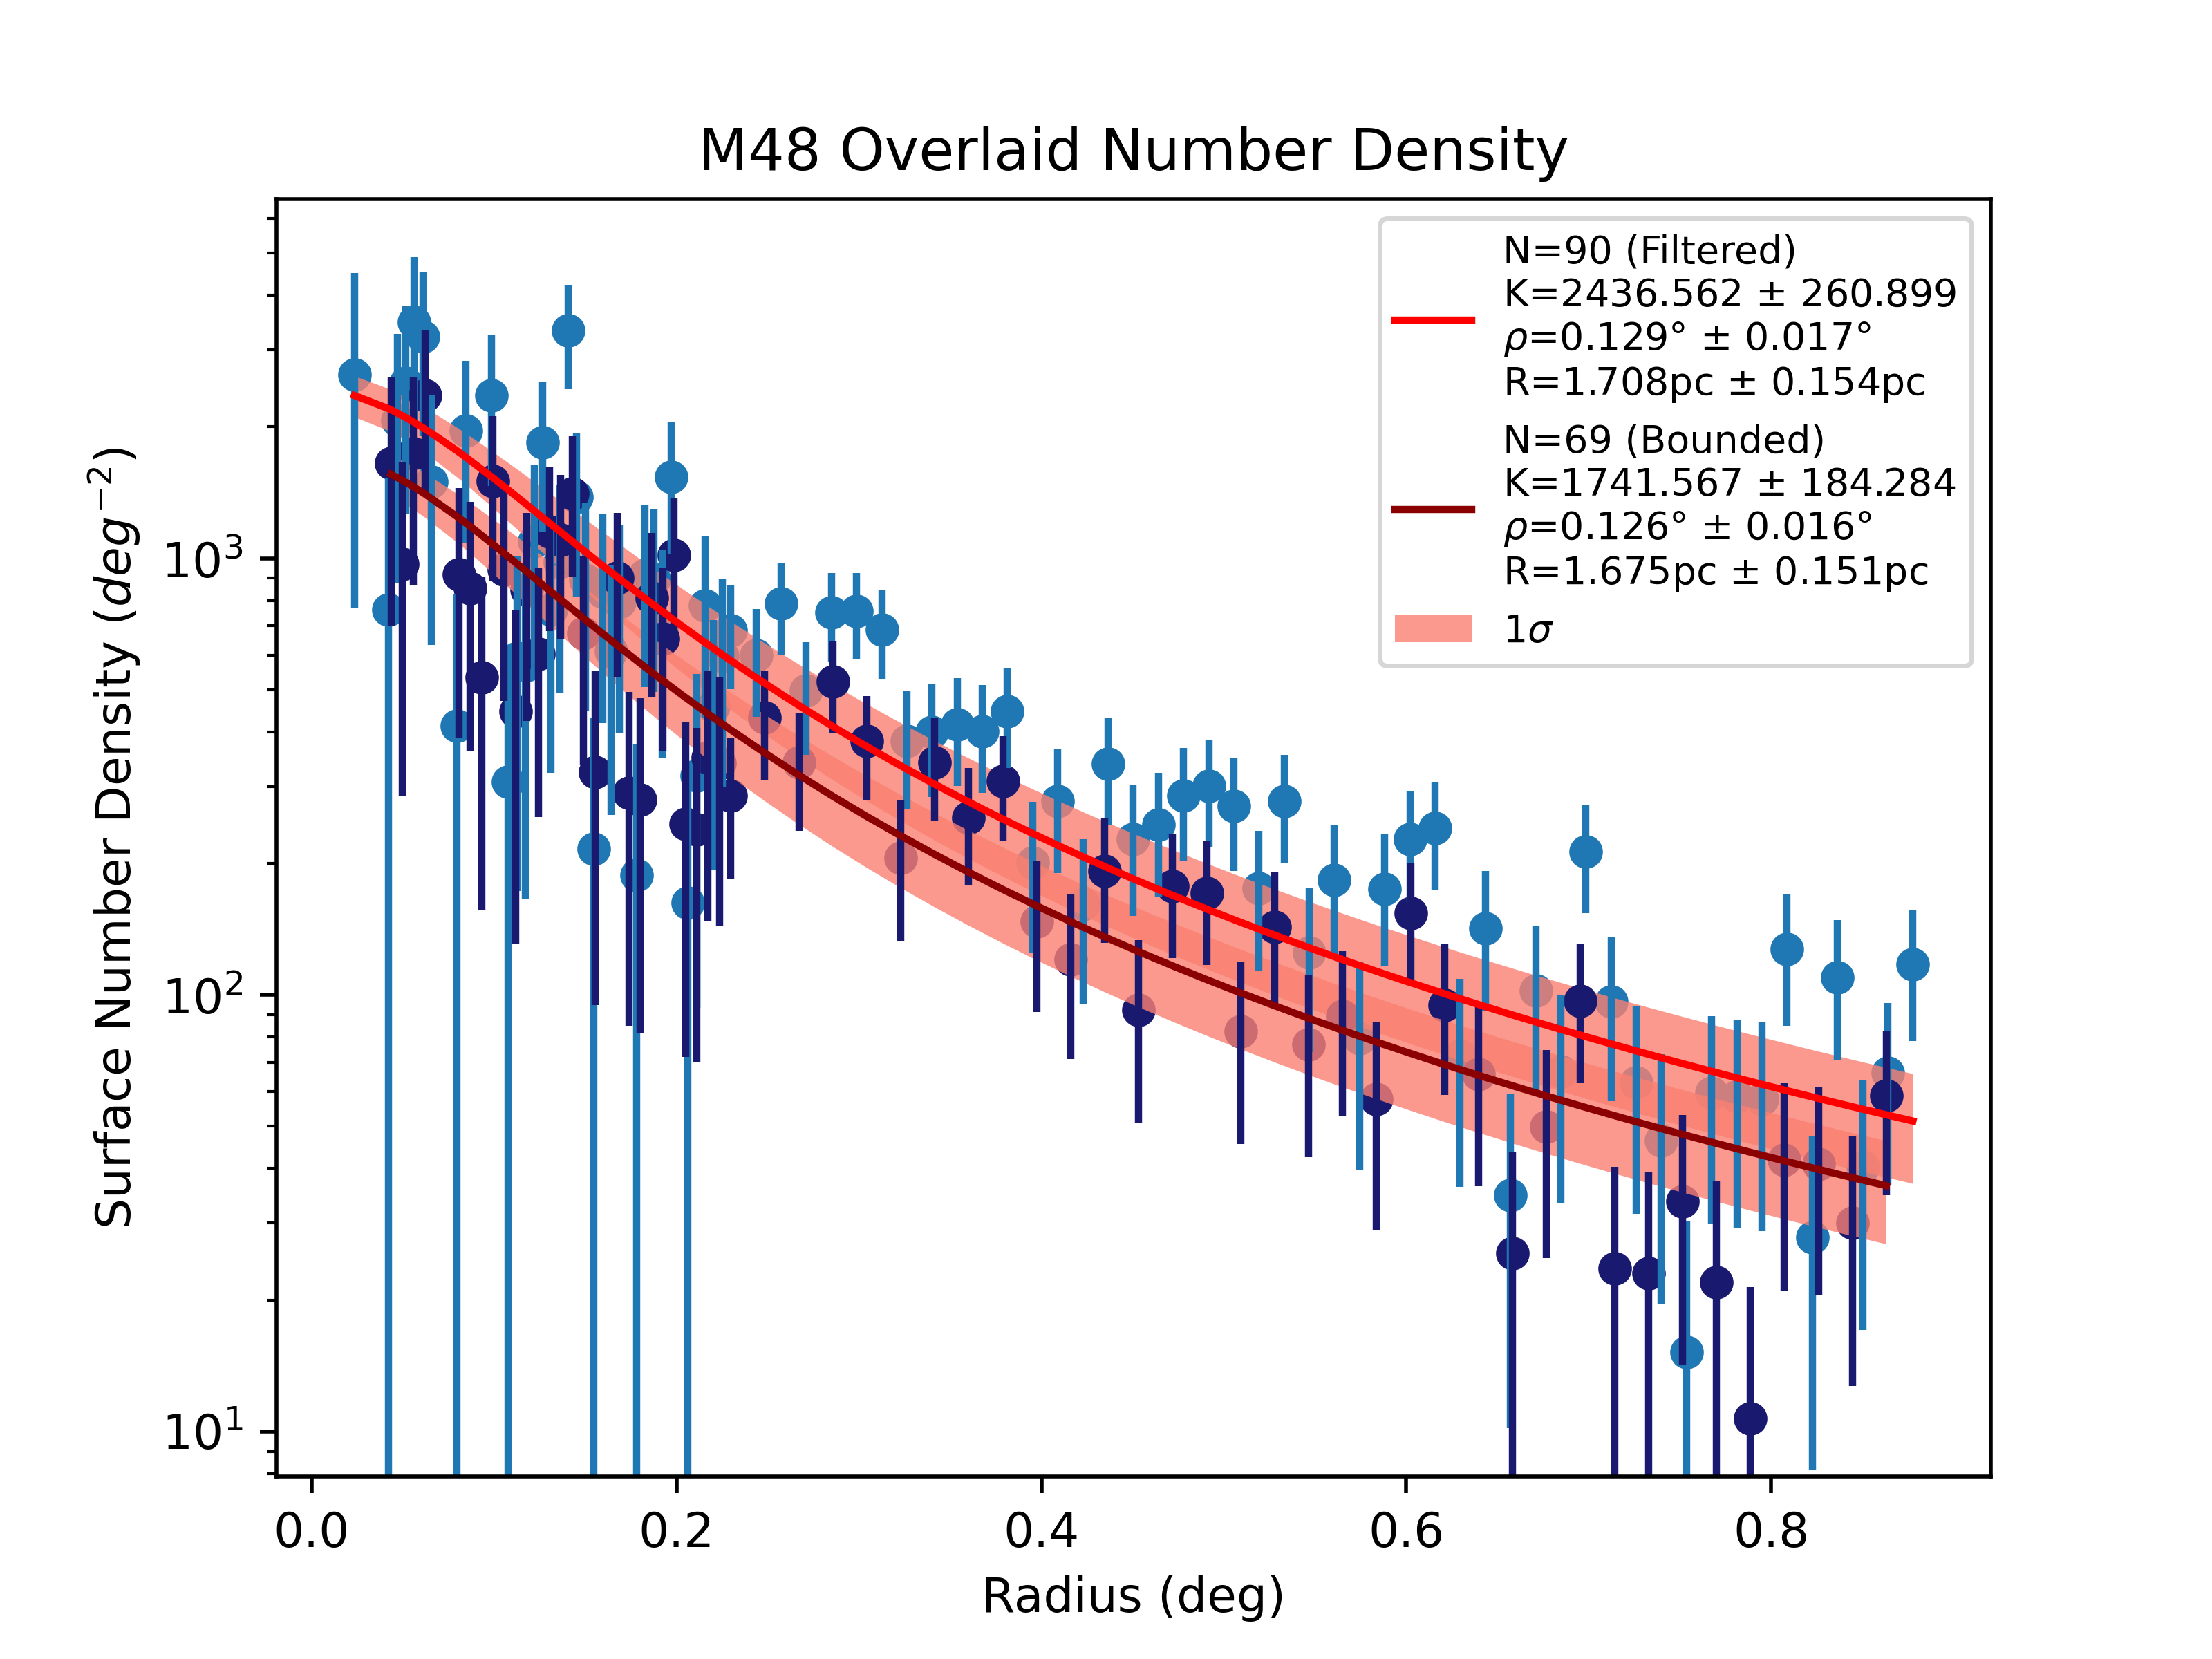 M48 Overlaid Number Density
N=90 (Filtered)
K=2436.562 ± 260.899
ρ=0.129° ± 0.017°
R=1.708pc ± 0.154pc
N=69 (Bounded)
K=1741.567 ± 184.284
ρ=0.126° ± 0.016°
R=1.675pc ± 0.151pc
1σ
Surface Number Density (deg⁻²)
10³
10²
10¹
0.0 0.2 0.4 0.6 0.8
Radius (deg)